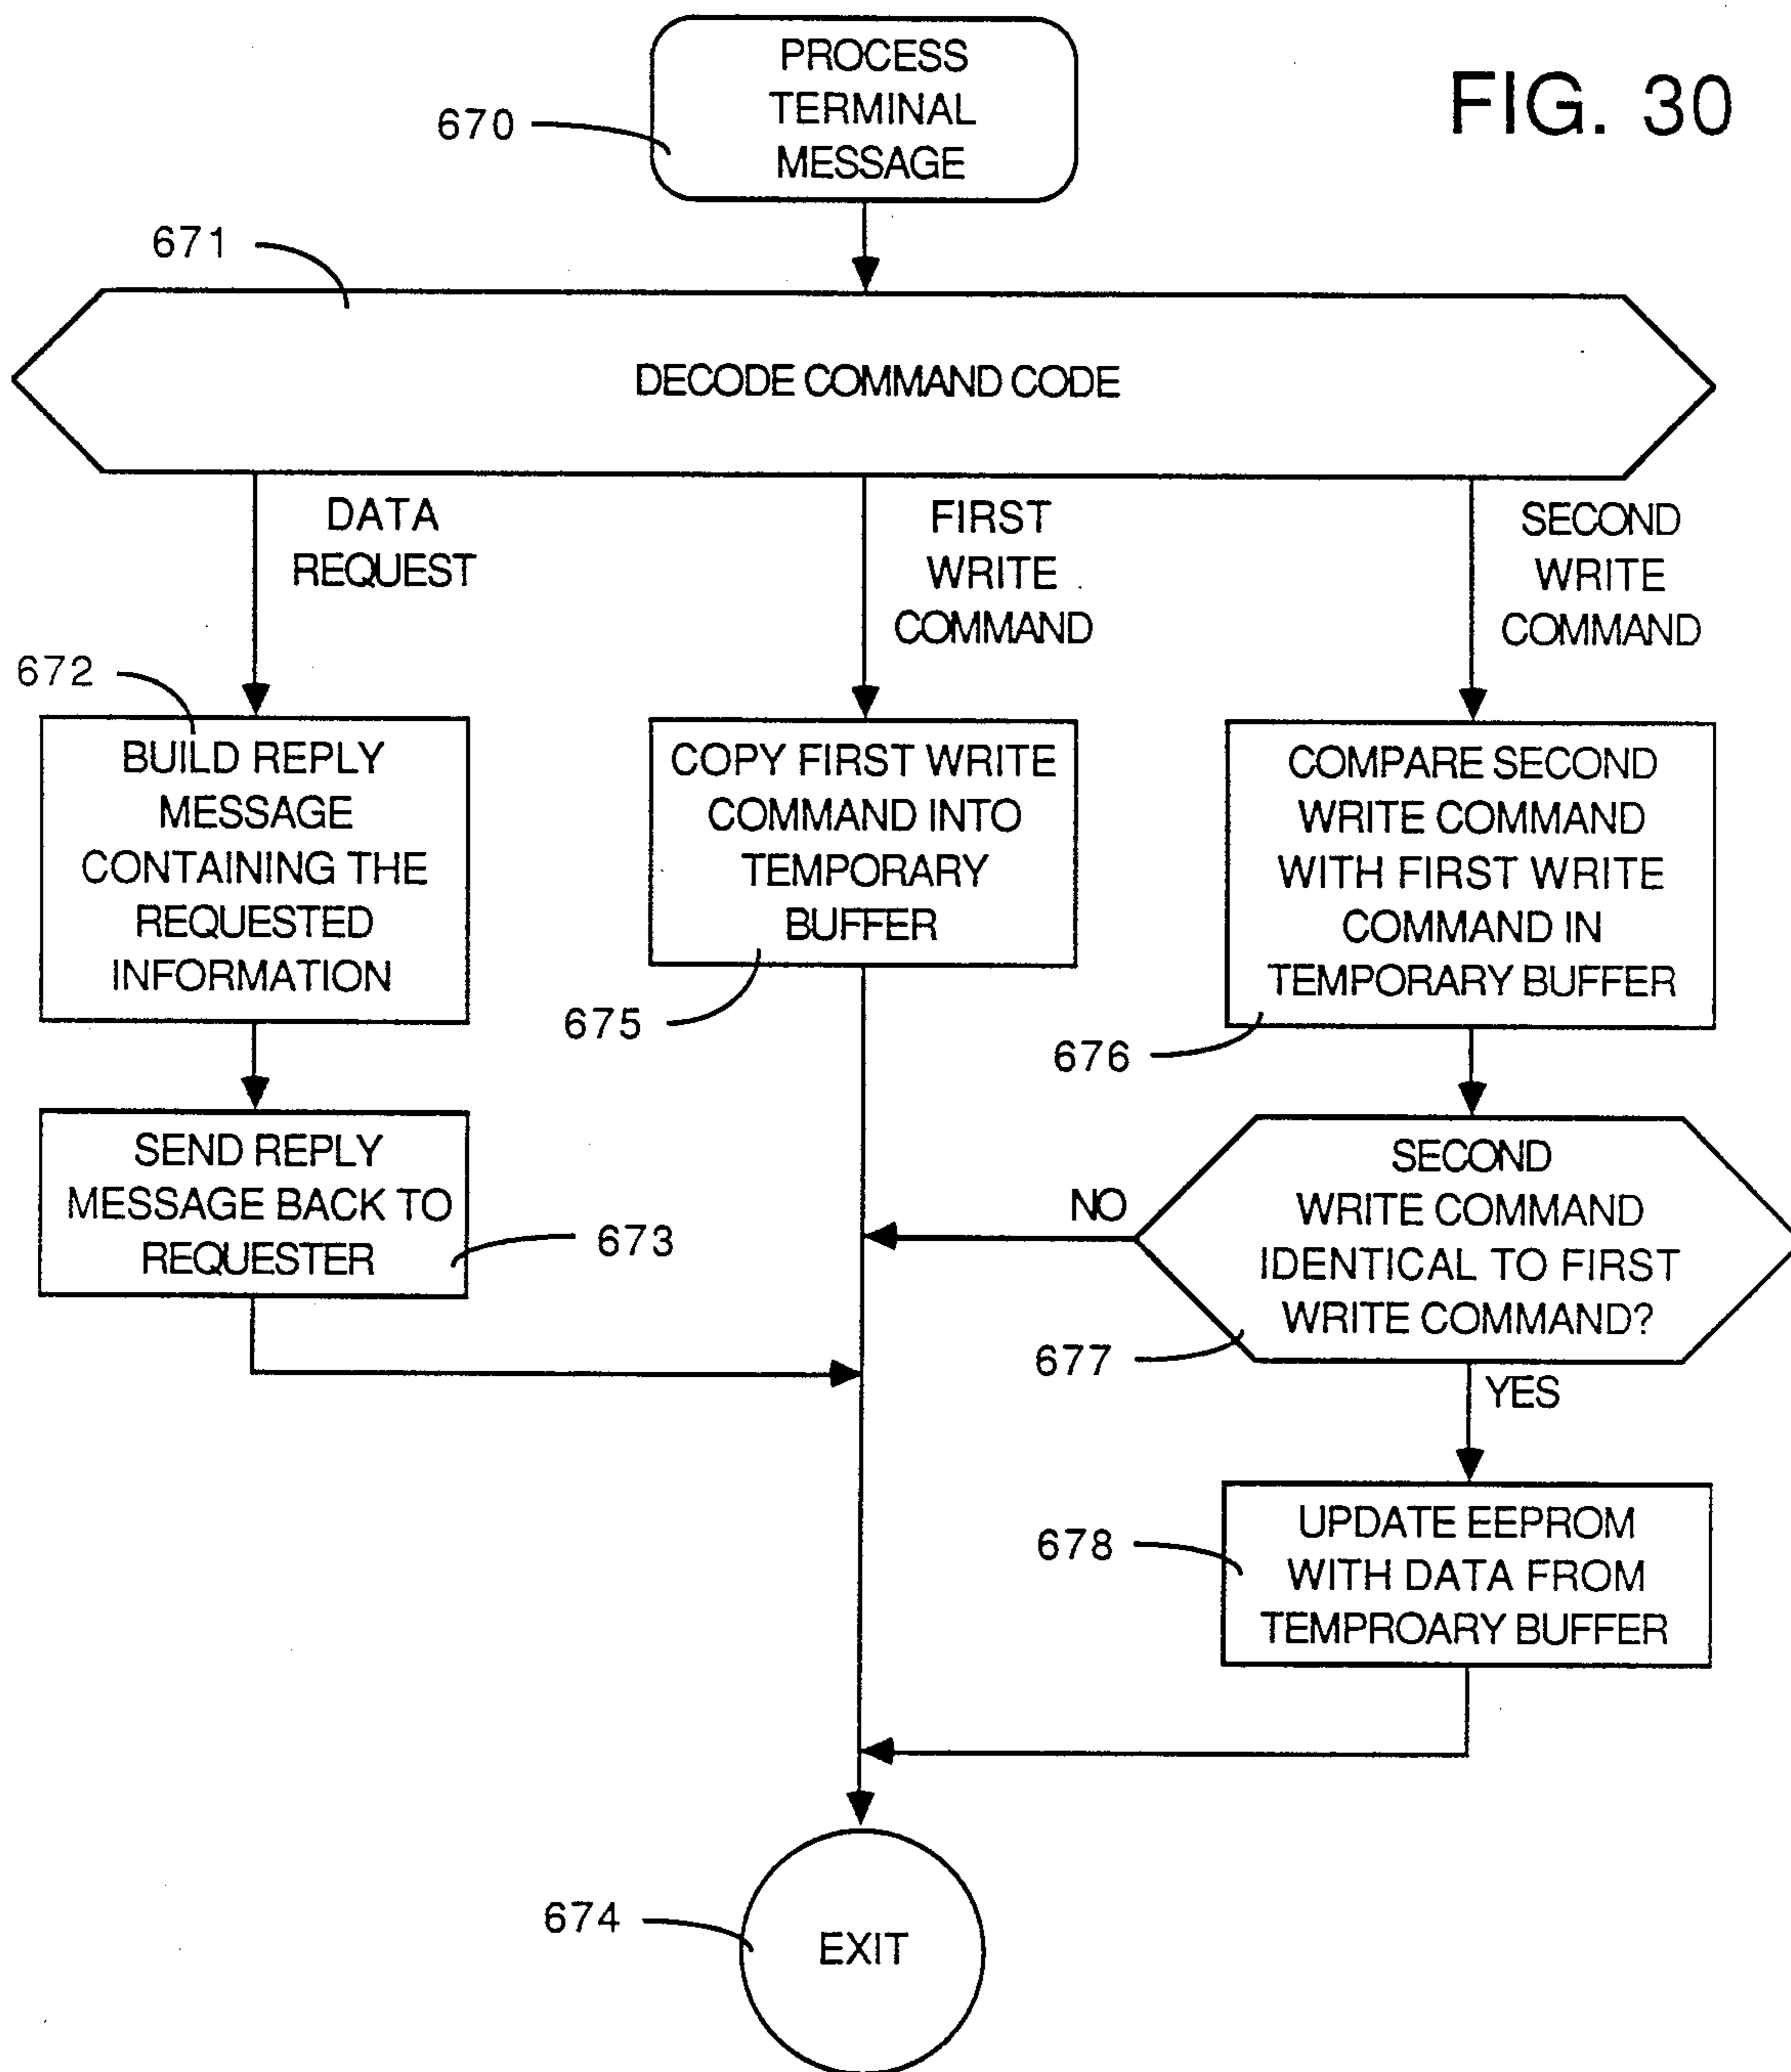 FIG. 30
PROCESS
TERMINAL
MESSAGE
670
671
DECODE COMMAND CODE
DATA
REQUEST
FIRST
WRITE
COMMAND
SECOND
WRITE
COMMAND
672
BUILD REPLY
MESSAGE
CONTAINING THE
REQUESTED
INFORMATION
COPY FIRST WRITE
COMMAND INTO
TEMPORARY
BUFFER
675
COMPARE SECOND
WRITE COMMAND
WITH FIRST WRITE
COMMAND IN
TEMPORARY BUFFER
676
SEND REPLY
MESSAGE BACK TO
REQUESTER
673
NO
SECOND
WRITE COMMAND
IDENTICAL TO FIRST
WRITE COMMAND?
677
YES
678
UPDATE EEPROM
WITH DATA FROM
TEMPROARY BUFFER
674
EXIT